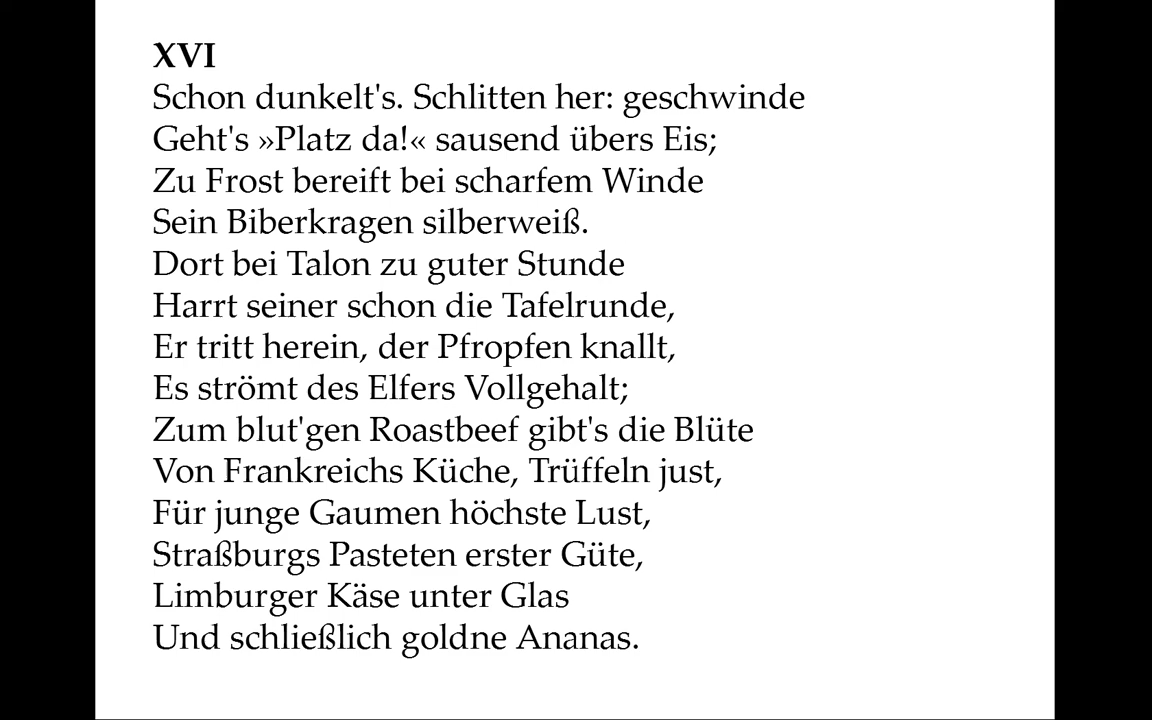 XVI
Schon dunkelt's. Schlitten her: geschwinde
Geht's »Platz da!« sausend übers Eis;
Zu Frost bereift bei scharfem Winde
Sein Biberkragen silberweiß.
Dort bei Talon zu guter Stunde
Harrt seiner schon die Tafelrunde,
Er tritt herein, der Pfropfen knallt,
Es strömt des Elfers Vollgehalt;
Zum blut'gen Roastbeef gibt's die Blüte
Von Frankreichs Küche, Trüffeln just,
Für junge Gaumen höchste Lust,
Straßburgs Pasteten erster Güte,
Limburger Käse unter Glas
Und schließlich goldne Ananas.